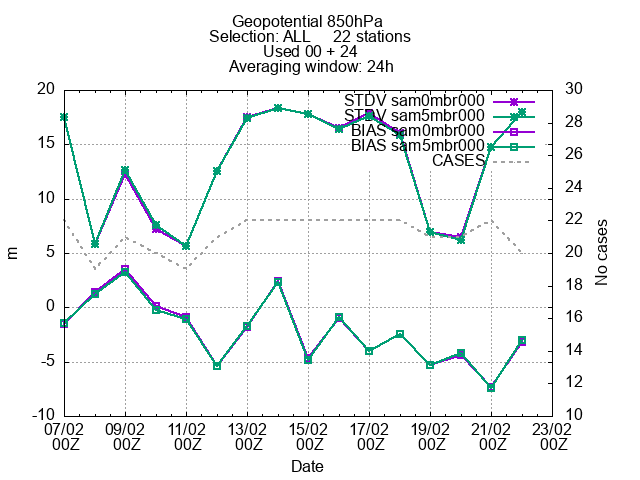 Geopotential 850hPa
Selection: ALL 22 stations
Used 00 + 24
Averaging window: 24h
STDV sam0mbr000
STDV sam5mbr000
BIAS sam0mbr000
BIAS sam5mbr000
CASES
20
15
10
5
0
-5
-10
m
30
28
26
24
22
20
18
16
14
12
10
No cases
07/02 09/02 11/02 13/02 15/02 17/02 19/02 21/02 23/02
00Z 00Z 00Z 00Z 00Z 00Z 00Z 00Z 00Z
Date